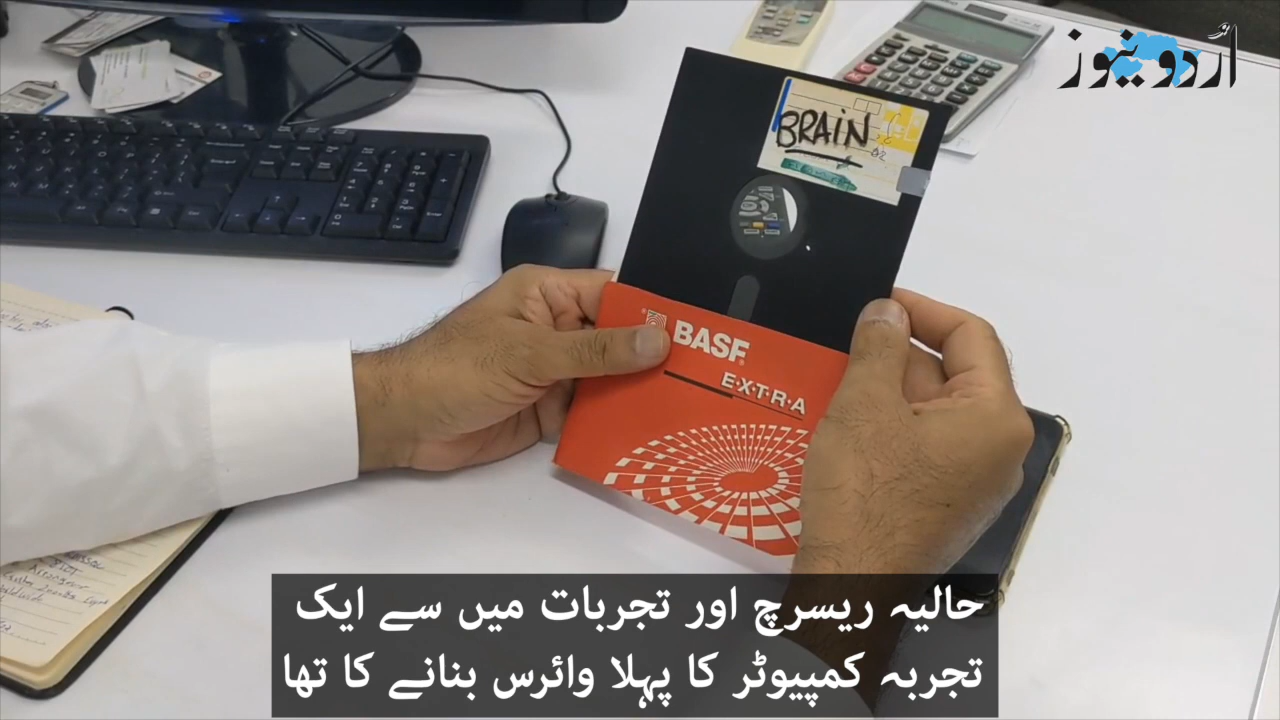 اردو نیوز
BRAIN
BASF
E·X·T·R·A
حالیہ ریسرچ اور تجربات میں سے ایک
تجربہ کمپیوٹر کا پہلا وائرس بنانے کا تھا